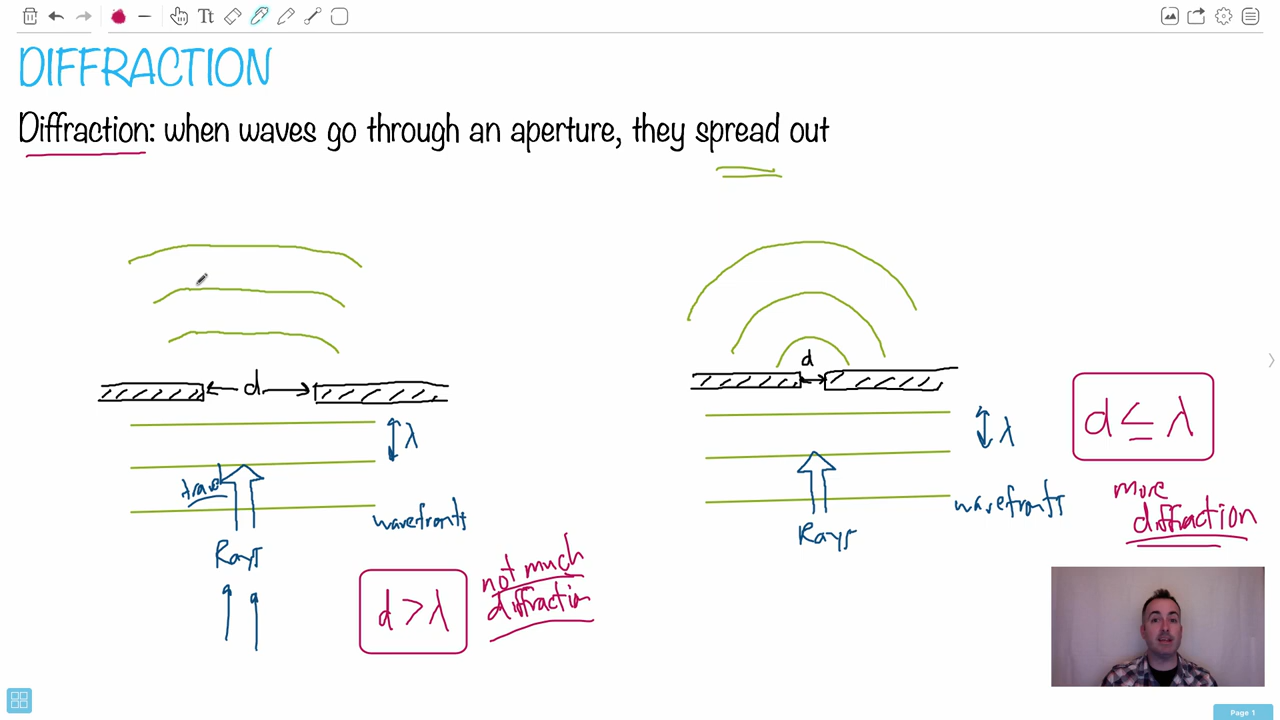 Tt
DIFFRACTION
Diffraction: when waves go through an aperture, they spread out
d
λ
travel
wavefronts
Rays
d > λ
not much
diffraction
d
λ
wavefronts
Rays
d ≤ λ
more
diffraction
Page 1